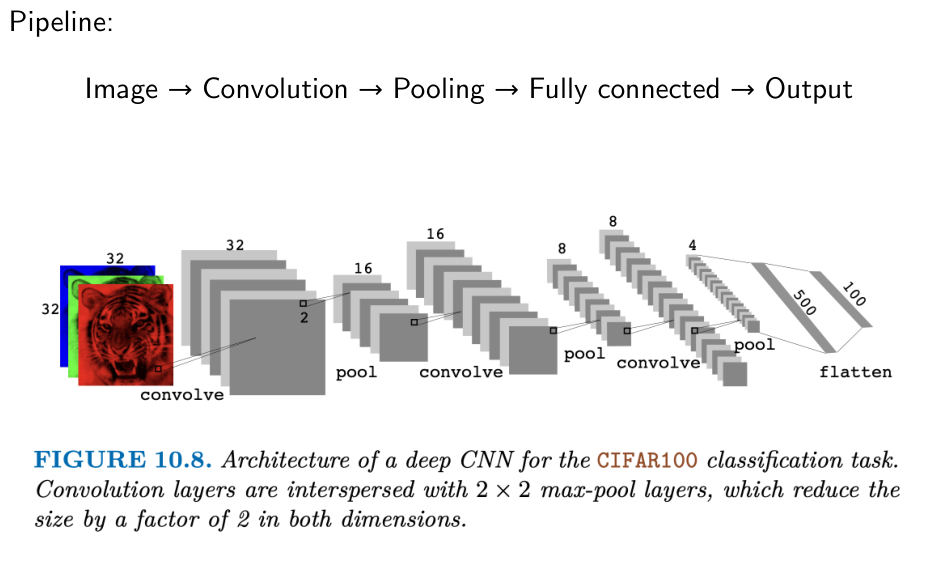 Pipeline:
Image → Convolution → Pooling → Fully connected → Output
32
32
32
2
convolve
16
pool
16
convolve
8
pool
8
convolve
4
pool
500
100
flatten
FIGURE 10.8. Architecture of a deep CNN for the CIFAR100 classification task.
Convolution layers are interspersed with 2 × 2 max-pool layers, which reduce the
size by a factor of 2 in both dimensions.